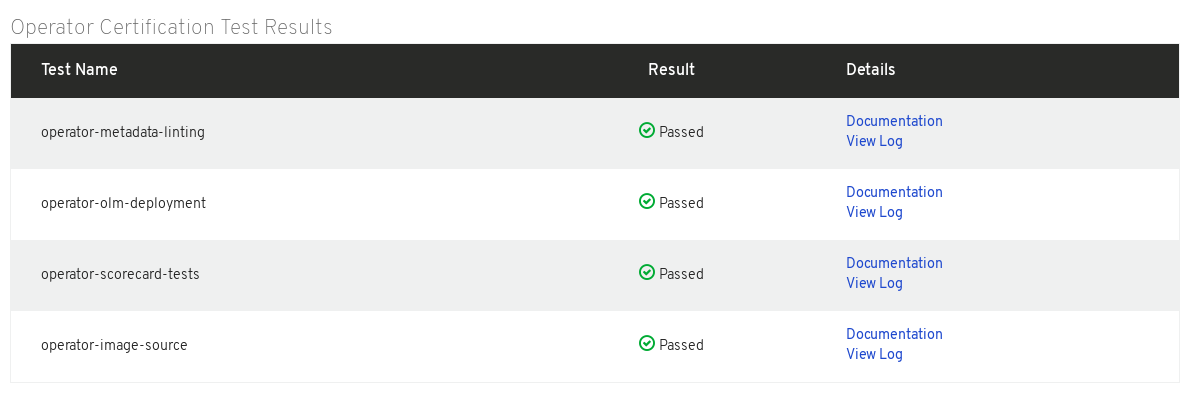 Operator Certification Test Results
Test Name Result Details
operator-metadata-linting Passed Documentation
View Log
operator-olm-deployment Passed Documentation
View Log
operator-scorecard-tests Passed Documentation
View Log
operator-image-source Passed Documentation
View Log